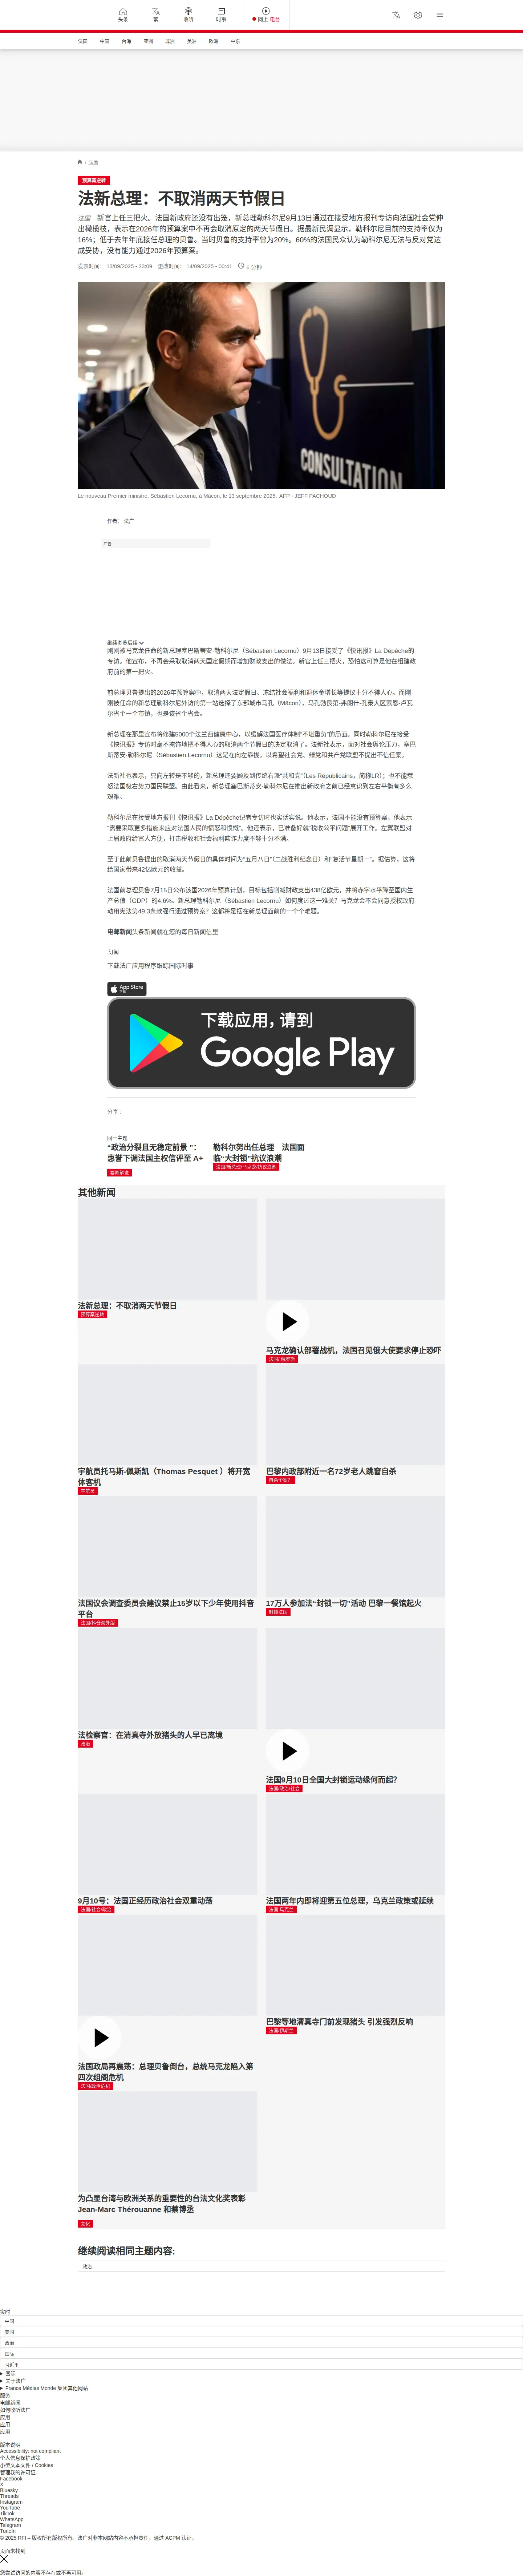 头条
繁
收听
时事
网上 电台
法国
中国
台海
亚洲
非洲
美洲
欧洲
中东
/ 法国
预算案逆转
法新总理：不取消两天节假日
法国 – 新官上任三把火。法国新政府还没有出笼，新总理勒科尔尼9月13日通过在接受地方报刊专访向法国社会党伸
出橄榄枝，表示在2026年的预算案中不再会取消原定的两天节假日。据最新民调显示，勒科尔尼目前的支持率仅为
16%；低于去年年底接任总理的贝鲁。当时贝鲁的支持率曾为20%。60%的法国民众认为勒科尔尼无法与反对党达
成妥协，没有能力通过2026年预算案。
发表时间： 13/09/2025 - 23:09 更改时间： 14/09/2025 - 00:41 6 分钟
CONSULTATION
Le nouveau Premier ministre, Sébastien Lecornu, à Mâcon, le 13 septembre 2025. AFP - JEFF PACHOUD
作者： 法广
广告
继续浏览后续
刚刚被马克龙任命的新总理塞巴斯蒂安·勒科尔尼（Sébastien Lecornu）9月13日接受了《快讯报》La Dépêche的
专访。他宣布，不再会采取取消两天国定假期而增加财政支出的做法。新官上任三把火，恐怕这可算是他在组建政
府前的第一把火。
前总理贝鲁提出的2026年预算案中，取消两天法定假日、冻结社会福利和退休金增长等提议十分不得人心。而刚
刚被任命的新总理勒科尔尼外访的第一站选择了东部城市马孔（Mâcon），马孔勃艮第-弗朗什-孔泰大区索恩-卢瓦
尔省个一个市镇，也是该省个省会。
新总理在那里宣布将修建5000个法兰西健康中心，以缓解法国医疗体制“不堪重负”的局面。同时勒科尔尼在接受
《快讯报》专访时毫不掩饰地把不得人心的取消两个节假日的决定取消了。法新社表示，面对社会舆论压力，塞巴
斯蒂安·勒科尔尼（Sébastien Lecornu）这是在向左靠拢，以希望社会党、绿党和共产党联盟不提出不信任案。
法新社也表示，只向左转是不够的，新总理还要顾及到传统右派“共和党”（Les Républicains，简称LR）；也不能惹
怒法国极右势力国民联盟。由此看来，新总理塞巴斯蒂安·勒科尔尼在推出新政府之前已经意识到左右平衡有多么
艰难。
勒科尔尼在接受地方报刊《快讯报》La Dépêche记者专访时也实话实说。他表示，法国不能没有预算案，他表示
“需要采取更多措施来应对法国人民的愤怒和愤慨”。他还表示，已准备好就“税收公平问题”展开工作。左翼联盟对
上届政府给富人方便，打击税收和社会福利欺诈力度不够十分不满。
至于此前贝鲁提出的取消两天节假日的具体时间为“五月八日”（二战胜利纪念日）和“复活节星期一”。据估算，这将
给国家带来42亿欧元的收益。
法国前总理贝鲁7月15日公布该国2026年预算计划，目标包括削减财政支出438亿欧元，并将赤字水平降至国内生
产总值（GDP）的4.6%。新总理勒科尔尼（Sébastien Lecornu）如何度过这一难关？马克龙会不会同意授权政府
动用宪法第49.3条款强行通过预算案？这都将是摆在新总理面前的一个个难题。
电邮新闻头条新闻就在您的每日新闻信里
订阅
下载法广应用程序跟踪国际时事
App Store
下载
下载应用，请到
Google Play
分享 :
同一主题
“政治分裂且无稳定前景 ”：
惠誉下调法国主权信评至 A+
要闻解说
勒科尔努出任总理 法国面
临“大封锁”抗议浪潮
法国/新总理/马克龙/抗议浪潮
其他新闻
法新总理：不取消两天节假日
预算案逆转
马克龙确认部署战机，法国召见俄大使要求停止恐吓
法国/ 俄罗斯
宇航员托马斯-佩斯凯（Thomas Pesquet ）将开宽
体客机
宇航员
巴黎内政部附近一名72岁老人跳窗自杀
自杀个案?
法国议会调查委员会建议禁止15岁以下少年使用抖音
平台
法国/抖音海外版
17万人参加法“封锁一切”活动 巴黎一餐馆起火
封锁法国
法检察官：在清真寺外放猪头的人早已离境
政治
法国9月10日全国大封锁运动缘何而起？
法国/政治/社会
9月10号：法国正经历政治社会双重动荡
法国/社会/政治
法国两年内即将迎第五位总理，乌克兰政策或延续
法国 乌克兰
法国政局再震荡：总理贝鲁倒台，总统马克龙陷入第
四次组阁危机
法国/政治危机
巴黎等地清真寺门前发现猪头 引发强烈反响
法国/伊斯兰
为凸显台湾与欧洲关系的重要性的台法文化奖表彰
Jean-Marc Thérouanne 和蔡博丞
文化
继续阅读相同主题内容:
政治
实时
中国
美国
政治
国际
习近平
国际
关于法广
France Médias Monde 集团其他网站
服务
电邮新闻
如何收听法广
应用
应用
应用
版本说明
Accessibility: not compliant
个人信息保护政策
小型文本文件 / Cookies
管理我的许可证
Facebook
X
Bluesky
Threads
Instagram
YouTube
TikTok
WhatsApp
Telegram
TuneIn
© 2025 RFI – 版权所有版权所有。法广对非本网站内容不承担责任。通过 ACPM 认证。
页面未找到
您尝试访问的内容不存在或不再可用。